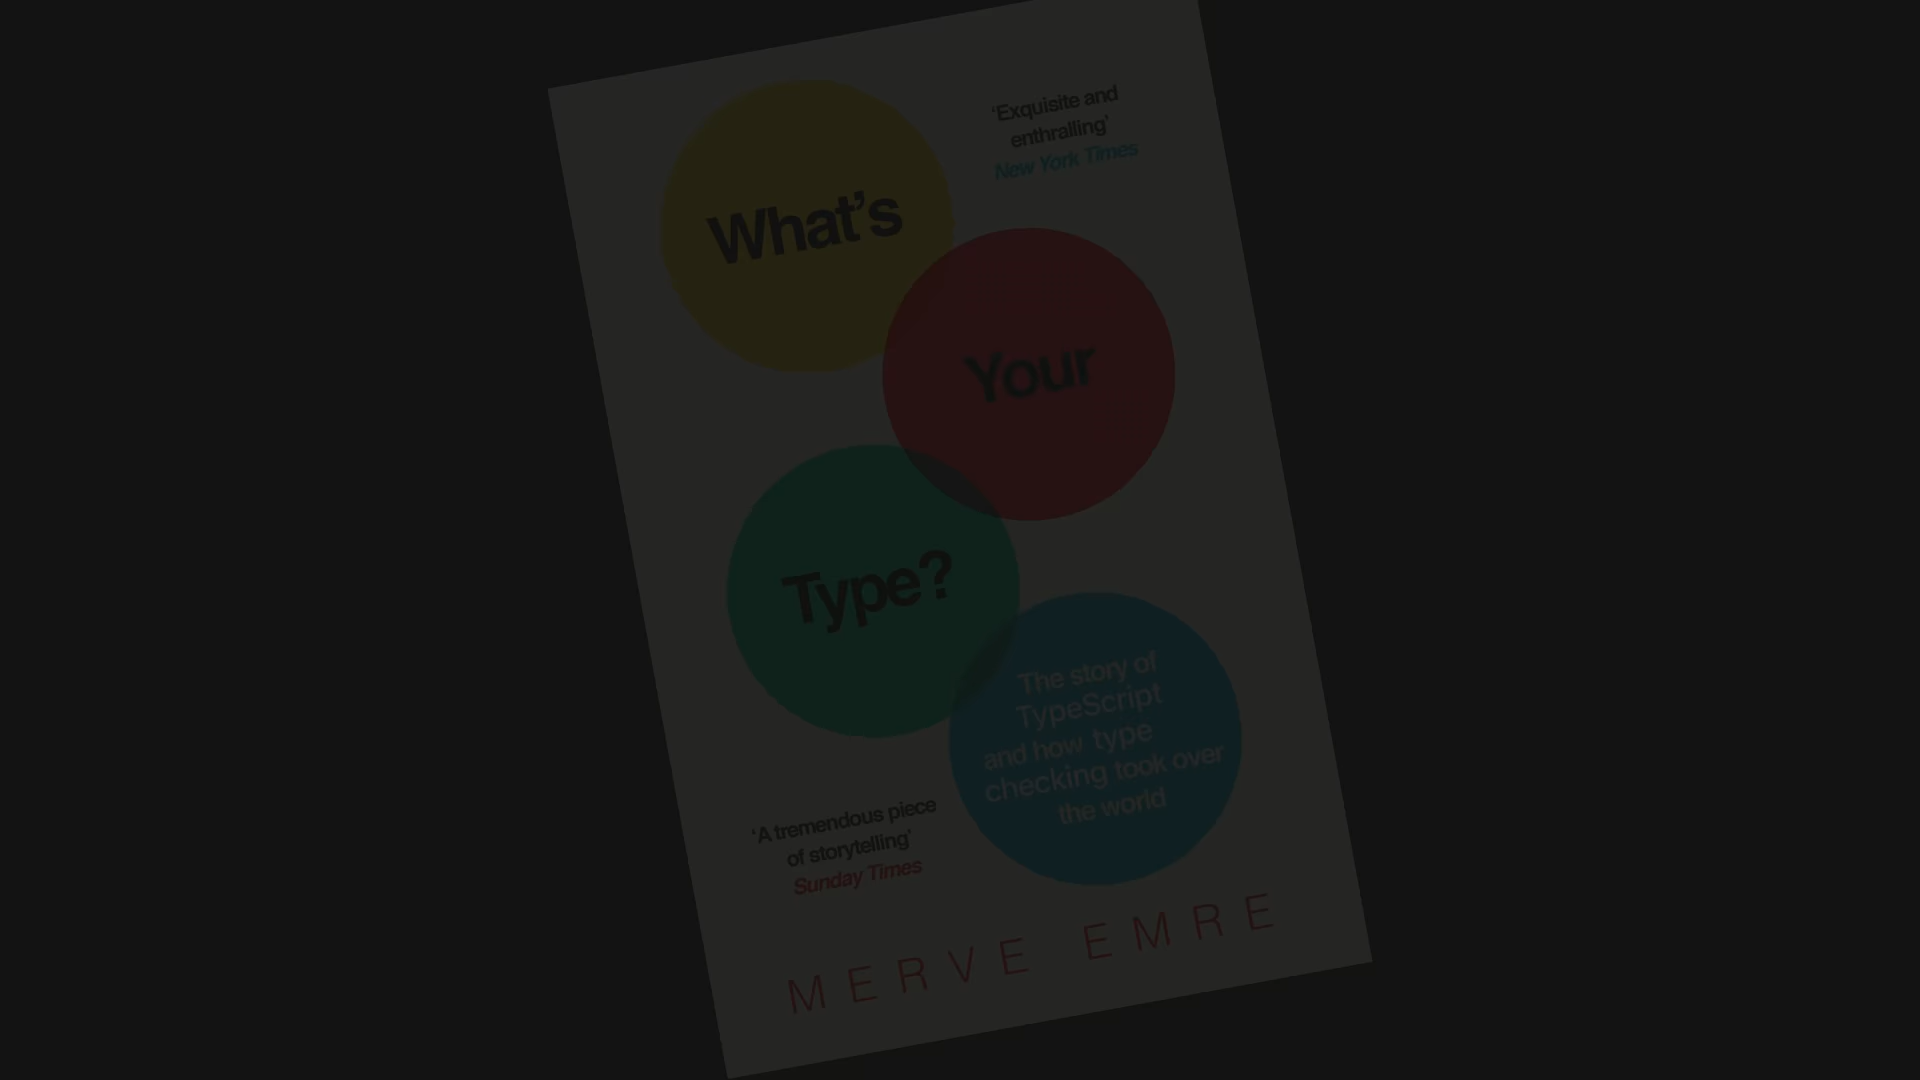 What's
‘Exquisite and
enthralling’
New York Times
Your
Type?
The story of
TypeScript
and how type
checking took over
the world
‘A tremendous piece
of storytelling’
Sunday Times
MERVE EMRE